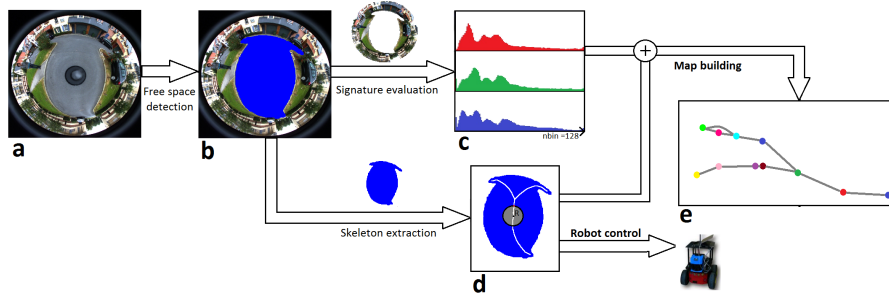 Free space
detection
Signature evaluation
nbin =128
Map building
a
b
c
Skeleton extraction
Robot control
d
e